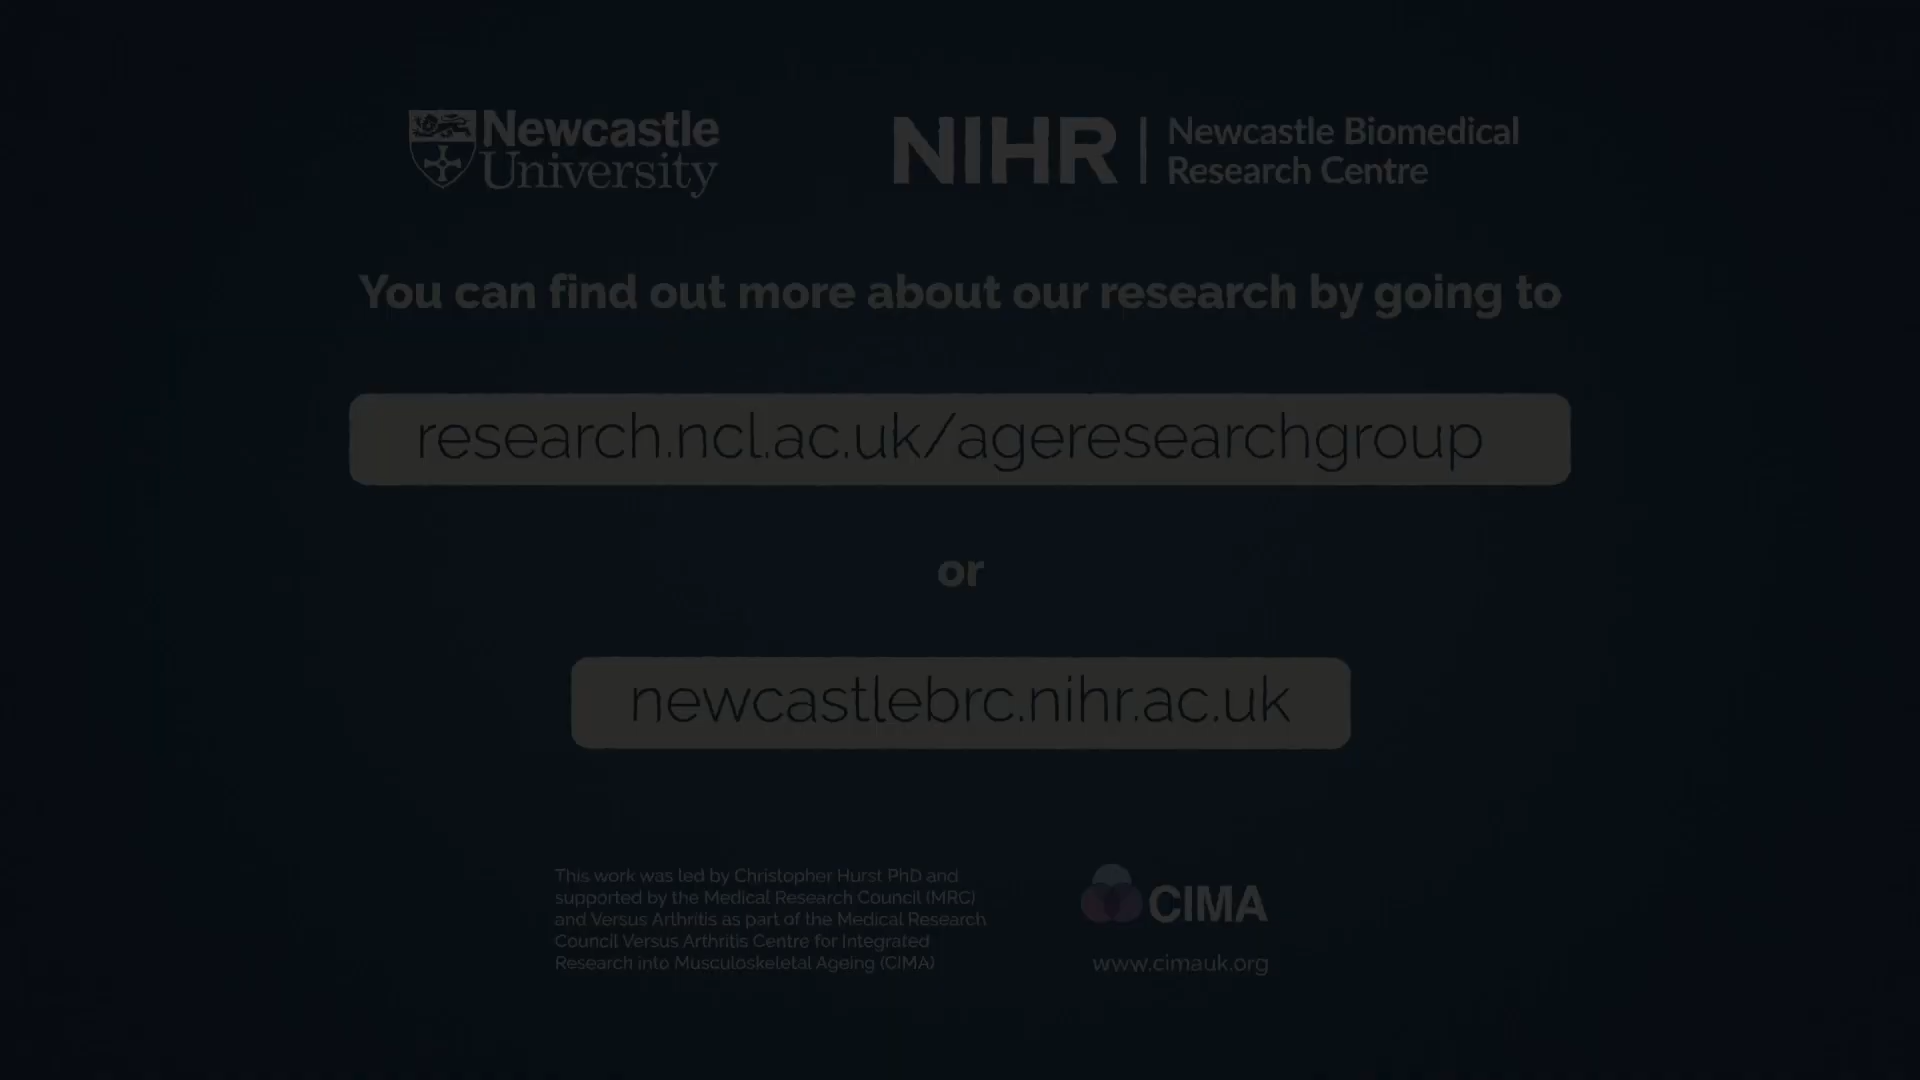 Newcastle
University
NIHR | Newcastle Biomedical
Research Centre
You can find out more about our research by going to
research.ncl.ac.uk/ageresearchgroup
or
newcastlebrc.nihr.ac.uk
This work was led by Christopher Hurst PhD and
supported by the Medical Research Council (MRC)
and Versus Arthritis as part of the Medical Research
Council Versus Arthritis Centre for Integrated
Research into Musculoskeletal Ageing (CIMA)
CIMA
www.cimauk.org